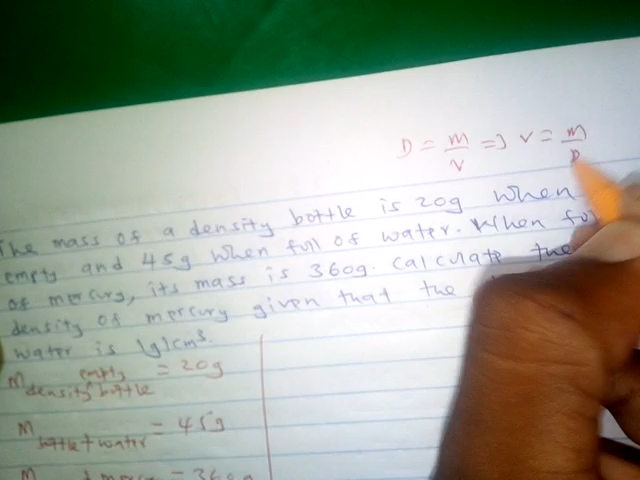 D = m/v => v = m/D
The mass of a density bottle is 20g when
empty and 45g when full of water. When
of mercury, its mass is 360g. Calculate the
density of mercury given that the
water is 1g/cm³.
M empty density bottle = 20g
M bottle + water = 45g
M = 360g